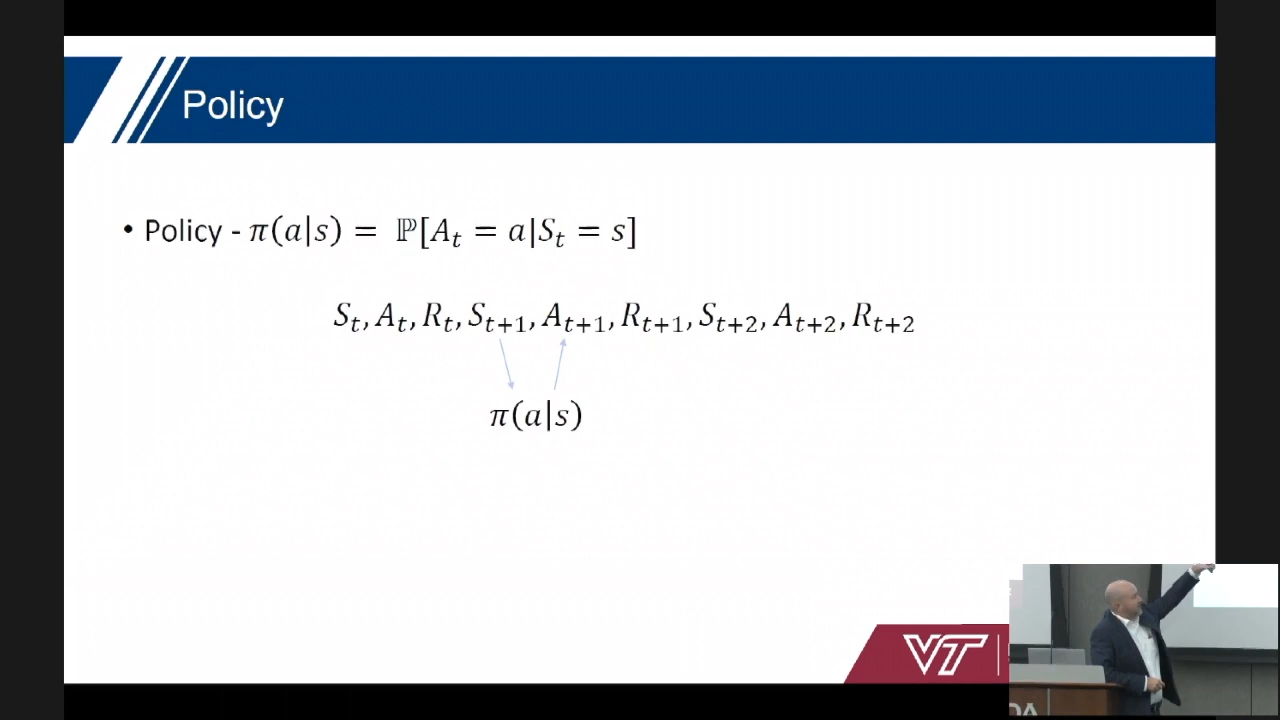 Policy
• Policy - π(a|s) = ℙ[A_t = a|S_t = s]
S_t, A_t, R_t, S_{t+1}, A_{t+1}, R_{t+1}, S_{t+2}, A_{t+2}, R_{t+2}
π(a|s)
VT